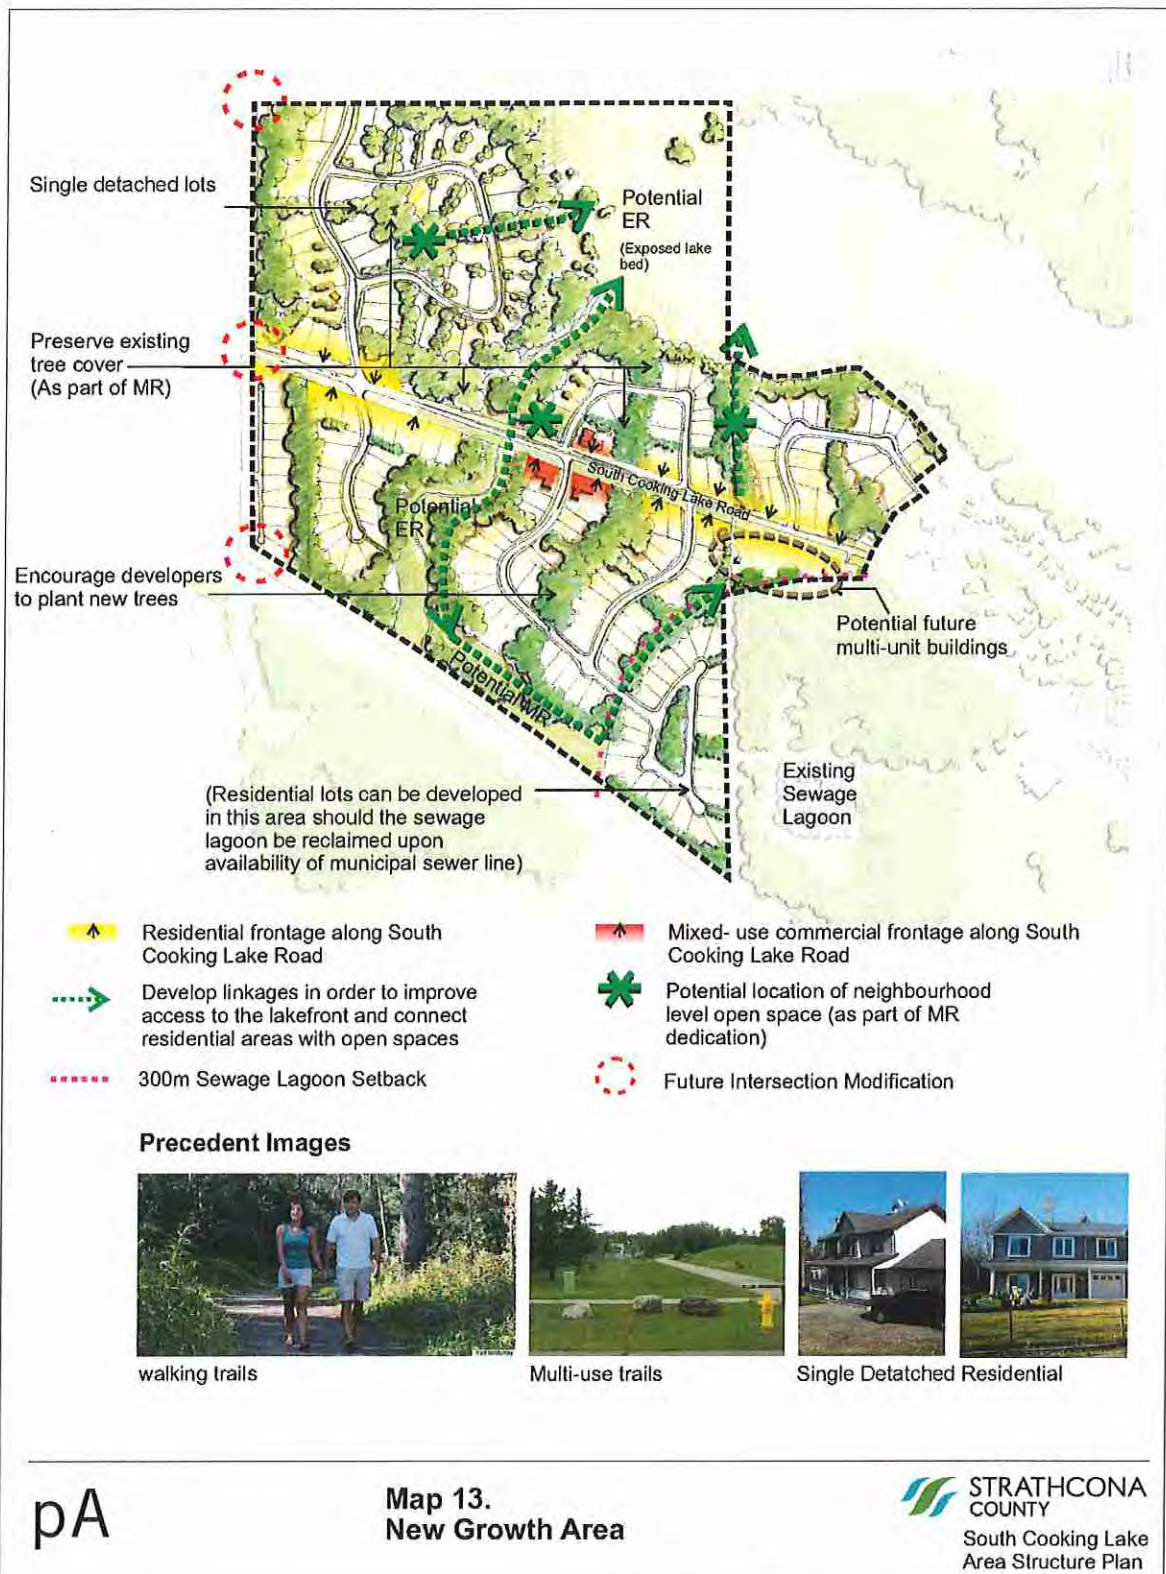 Single detached lots
Potential
ER
(Exposed lake
bed)
Preserve existing
tree cover
(As part of MR)
South Cooking Lake Road
Potential
ER
Encourage developers
to plant new trees
Potential future
multi-unit buildings
Potential MR
(Residential lots can be developed
in this area should the sewage
lagoon be reclaimed upon
availability of municipal sewer line)
Existing
Sewage
Lagoon
Residential frontage along South
Cooking Lake Road
Mixed- use commercial frontage along South
Cooking Lake Road
Develop linkages in order to improve
access to the lakefront and connect
residential areas with open spaces
Potential location of neighbourhood
level open space (as part of MR
dedication)
300m Sewage Lagoon Setback
Future Intersection Modification
Precedent Images
walking trails
Multi-use trails
Single Detatched Residential
pA
Map 13.
New Growth Area
STRATHCONA
COUNTY
South Cooking Lake
Area Structure Plan